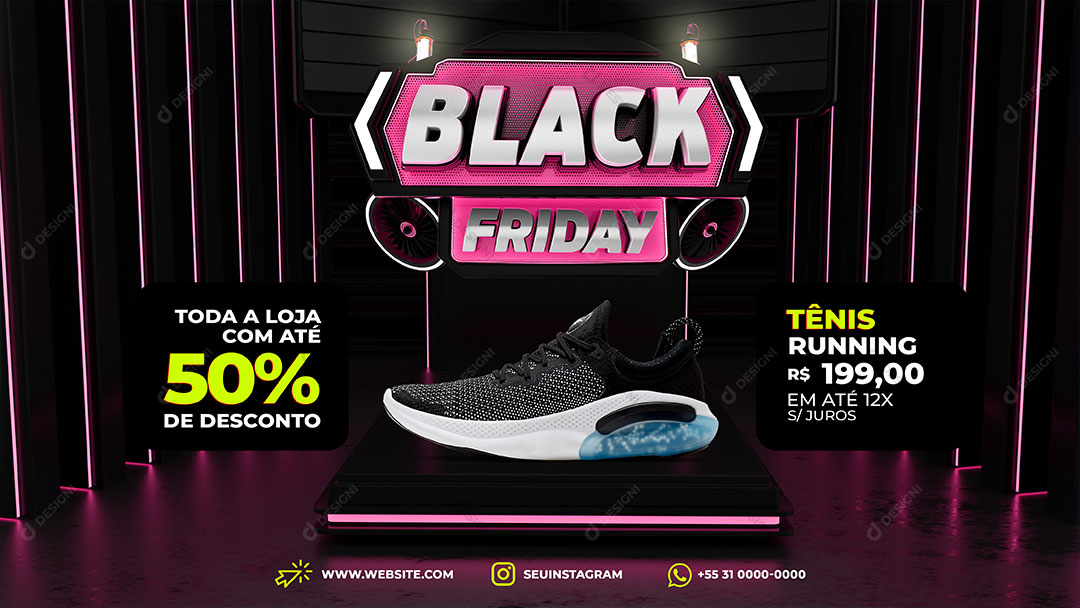 BLACK
FRIDAY
TODA A LOJA
COM ATÉ
50%
DE DESCONTO
TÊNIS
RUNNING
R$ 199,00
EM ATÉ 12X
S/ JUROS
WWW.WEBSITE.COM
SEUINSTAGRAM
+55 31 0000-0000
DESIGNI